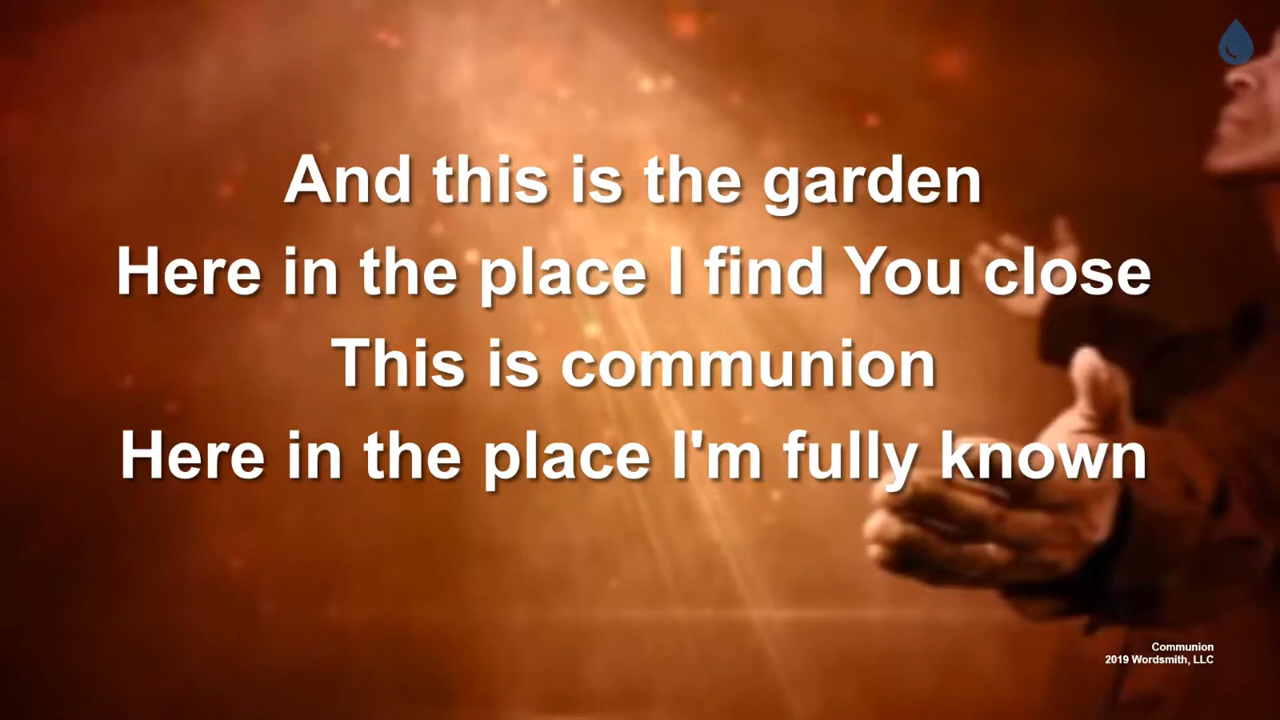 And this is the garden
Here in the place I find You close
This is communion
Here in the place I'm fully known
Communion
2019 Wordsmith, LLC